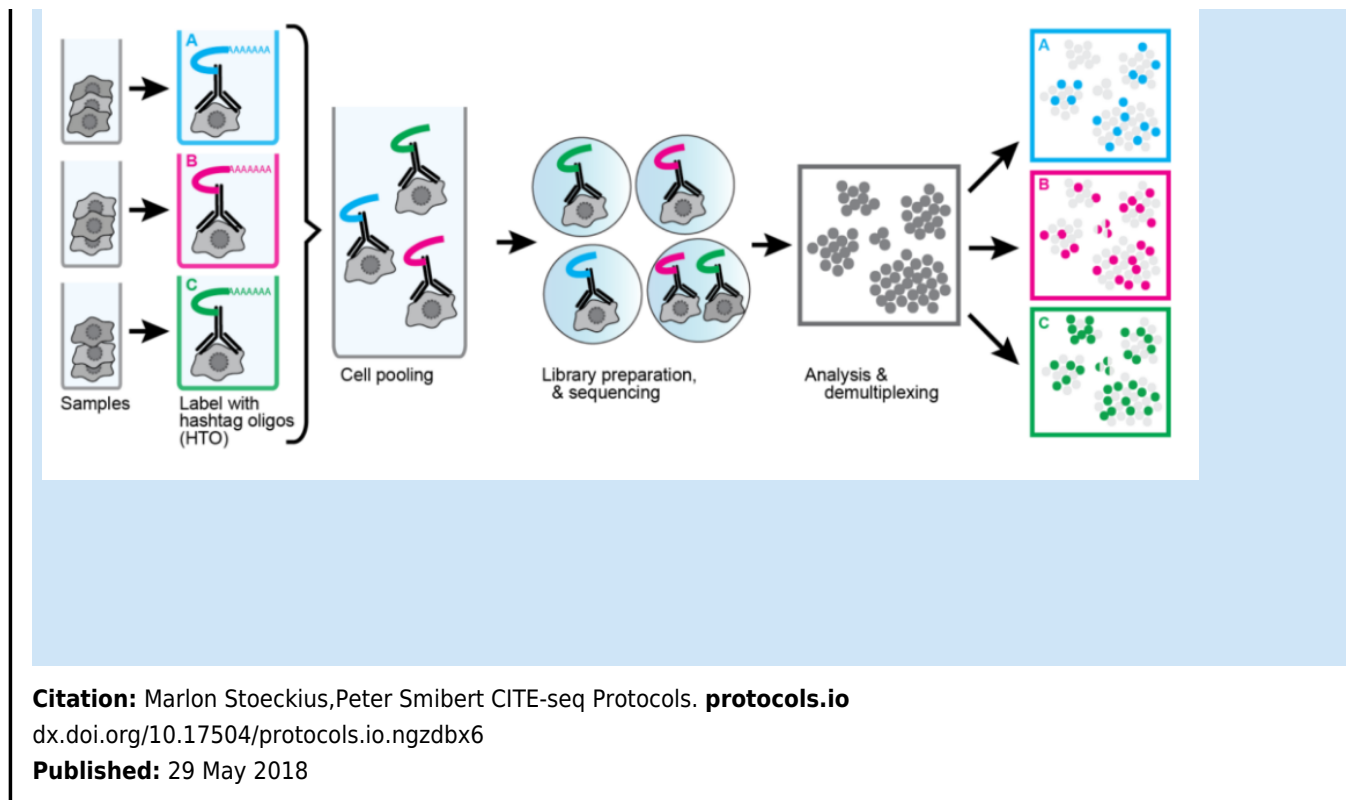 A
AAAAAAA
B
AAAAAAA
C
AAAAAAA
Samples
Label with
hashtag oligos
(HTO)
Cell pooling
Library preparation,
& sequencing
Analysis &
demultiplexing
A
B
C
Citation: Marlon Stoeckius,Peter Smibert CITE-seq Protocols. protocols.io
dx.doi.org/10.17504/protocols.io.ngzdbx6
Published: 29 May 2018